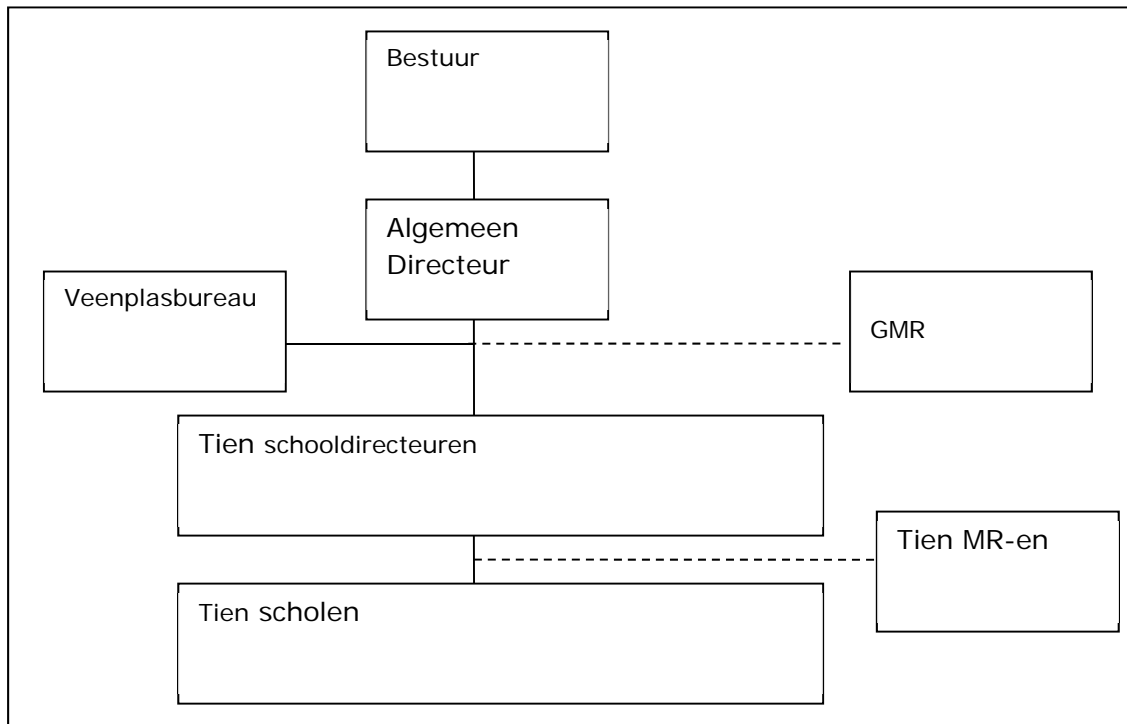 Bestuur
Algemeen
Directeur
Veenplasbureau
GMR
Tien schooldirecteuren
Tien MR-en
Tien scholen